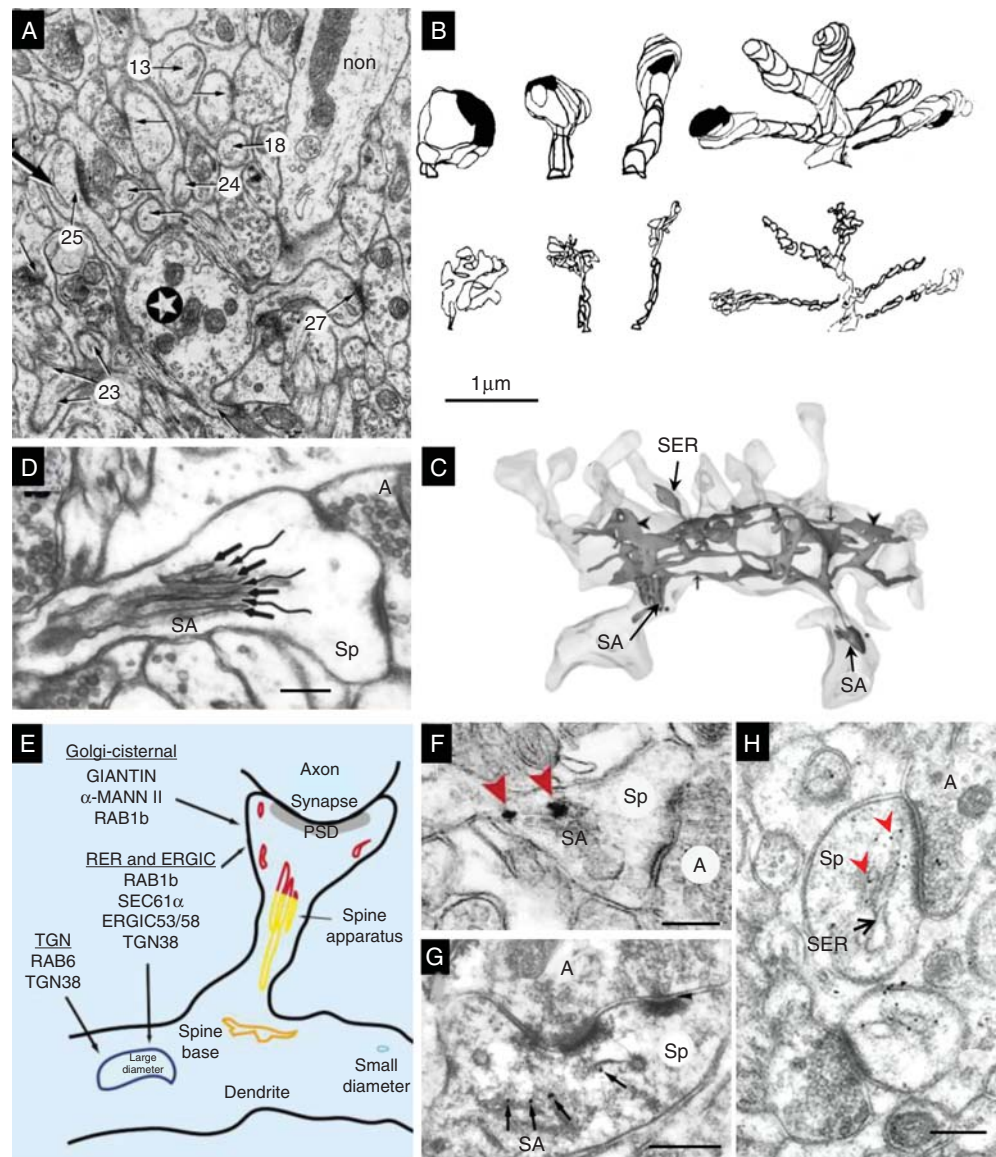 A
13
non
18
24
25
27
23
B
1μm
C
SER
SA
SA
D
A
SA
Sp
E
Golgi-cisternal
GIANTIN
α-MANN II
RAB1b
RER and ERGIC
RAB1b
SEC61α
ERGIC53/58
TGN38
TGN
RAB6
TGN38
Axon
Synapse
PSD
Spine
apparatus
Spine
base
Large
diameter
Small
diameter
Dendrite
F
Sp
SA
A
G
A
Sp
SA
H
A
Sp
SER